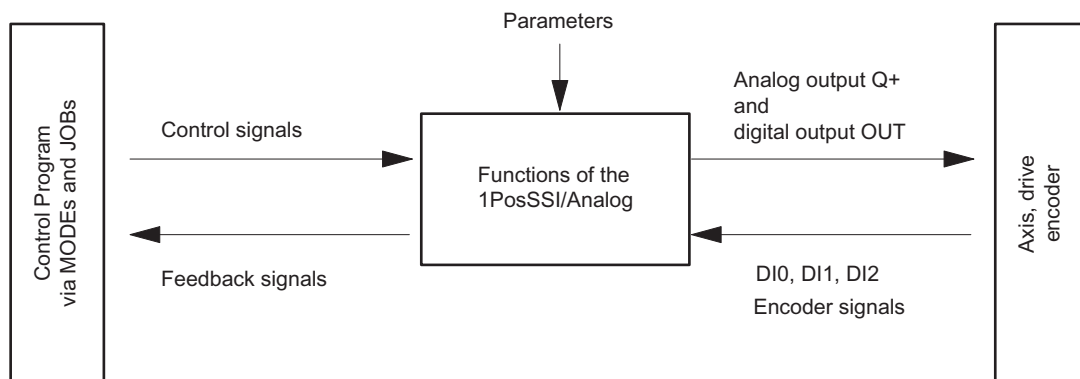 Parameters
Control Program
via MODEs and JOBs
Control signals
Feedback signals
Functions of the
1PosSSI/Analog
Analog output Q+
and
digital output OUT
DI0, DI1, DI2
Encoder signals
Axis, drive
encoder